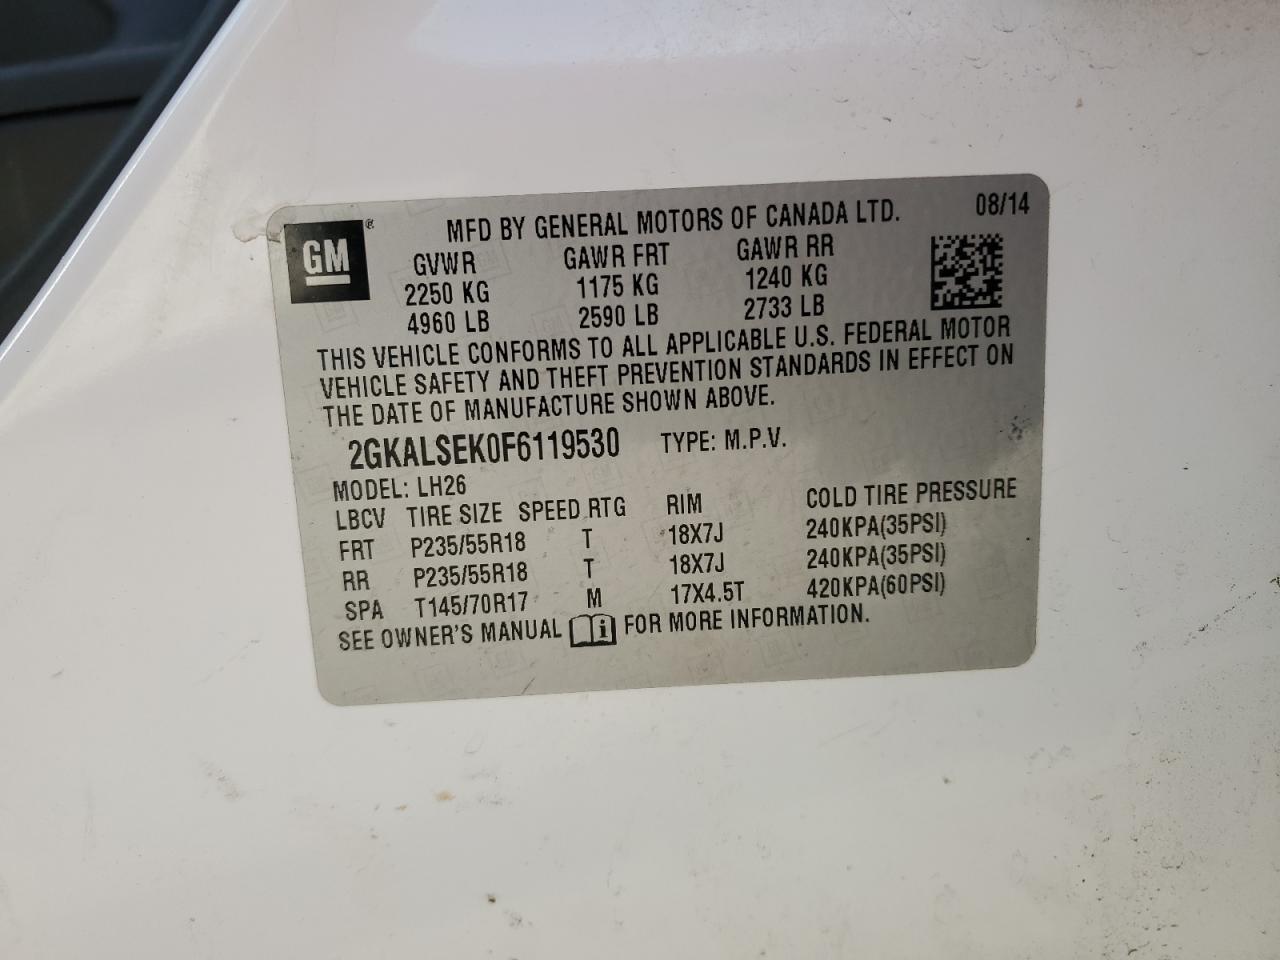 GM ®
MFD BY GENERAL MOTORS OF CANADA LTD. 08/14
GVWR GAWR FRT GAWR RR
2250 KG 1175 KG 1240 KG
4960 LB 2590 LB 2733 LB
THIS VEHICLE CONFORMS TO ALL APPLICABLE U.S. FEDERAL MOTOR
VEHICLE SAFETY AND THEFT PREVENTION STANDARDS IN EFFECT ON
THE DATE OF MANUFACTURE SHOWN ABOVE.
2GKALSEK0F6119530 TYPE: M.P.V.
MODEL: LH26
LBCV TIRE SIZE SPEED RTG RIM COLD TIRE PRESSURE
FRT P235/55R18 T 18X7J 240KPA(35PSI)
RR P235/55R18 T 18X7J 240KPA(35PSI)
SPA T145/70R17 M 17X4.5T 420KPA(60PSI)
SEE OWNER'S MANUAL FOR MORE INFORMATION.